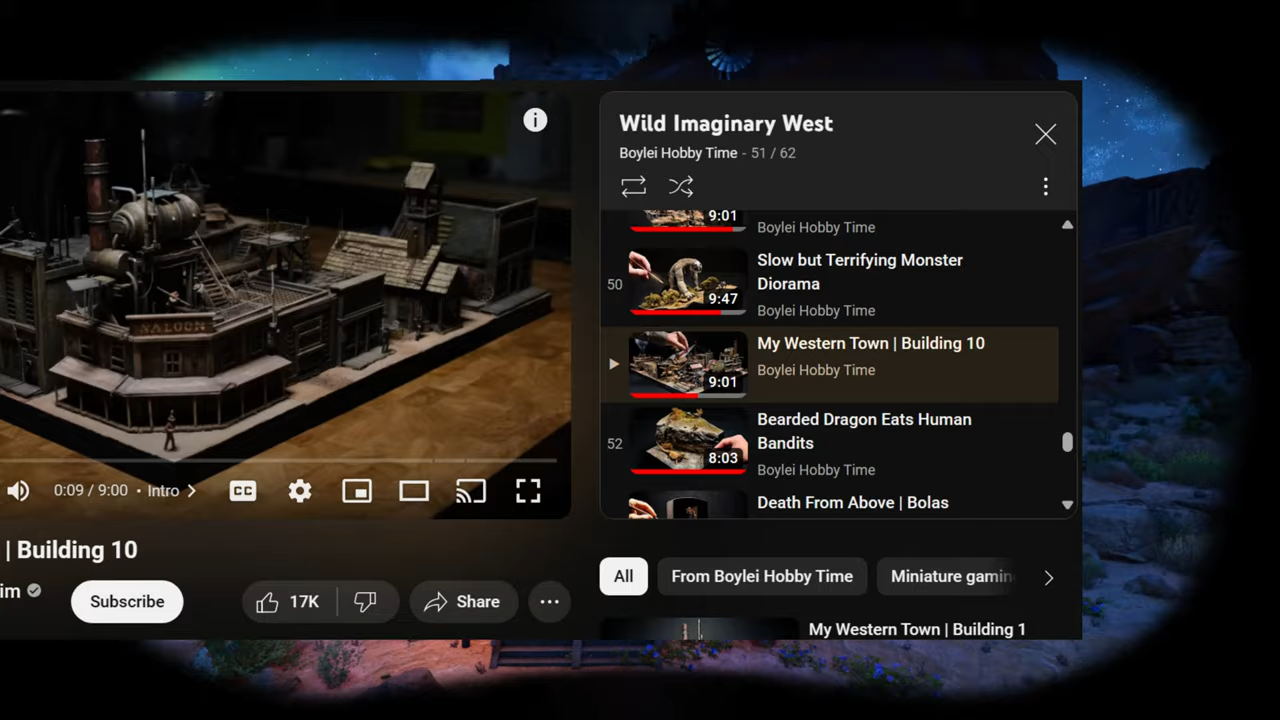 NALOON
0:09 / 9:00 • Intro
CC
| Building 10
im
Subscribe
17K
Share
Wild Imaginary West
Boylei Hobby Time - 51 / 62
9:01
Boylei Hobby Time
50
9:47
Slow but Terrifying Monster
Diorama
Boylei Hobby Time
9:01
My Western Town | Building 10
Boylei Hobby Time
52
8:03
Bearded Dragon Eats Human
Bandits
Boylei Hobby Time
Death From Above | Bolas
All
From Boylei Hobby Time
Miniature gamin
My Western Town | Building 1